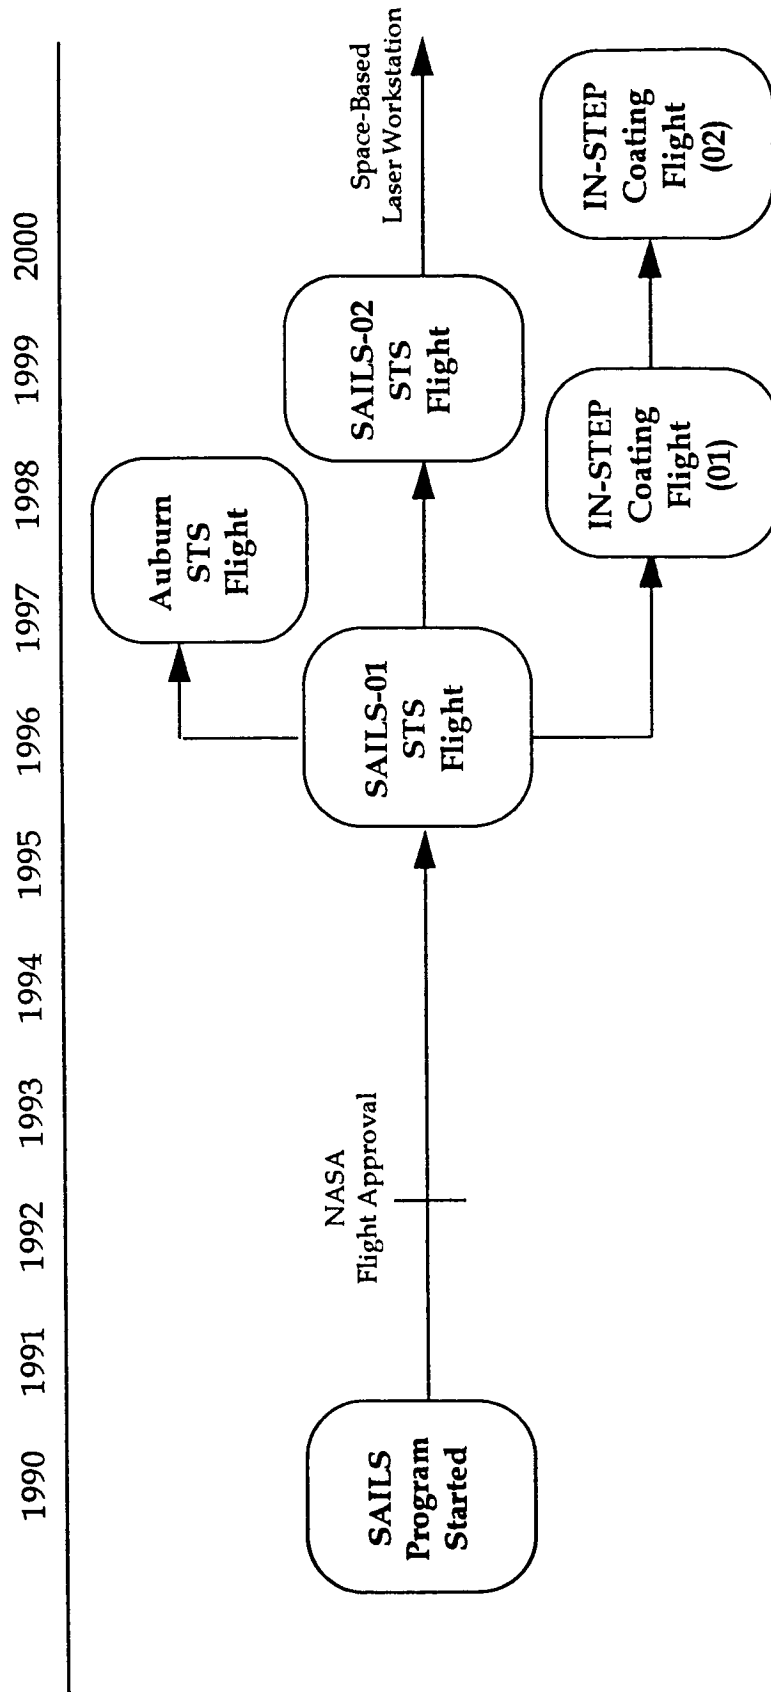 1990 1991 1992 1993 1994 1995 1996 1997 1998 1999 2000
SAILS
Program
Started
NASA
Flight Approval
SAILS-01
STS
Flight
Auburn
STS
Flight
SAILS-02
STS
Flight
Space-Based
Laser Workstation
IN-STEP
Coating
Flight
(01)
IN-STEP
Coating
Flight
(02)